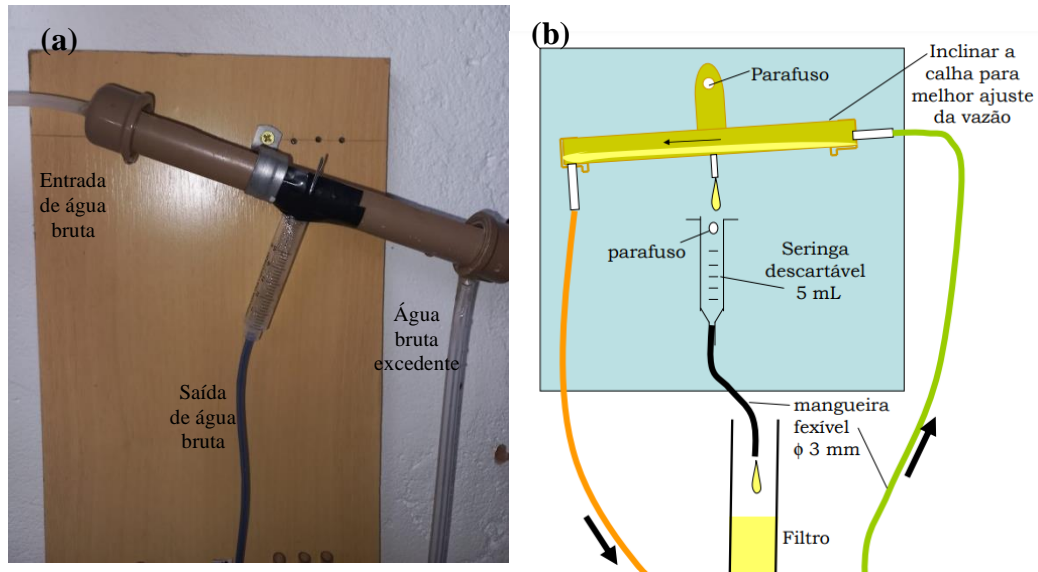 (a)
Entrada
de água
bruta
Saída
de água
bruta
Água
bruta
excedente
(b)
Parafuso
Inclinar a
calha para
melhor ajuste
da vazão
parafuso
Seringa
descartável
5 mL
mangueira
fexível
ϕ 3 mm
Filtro